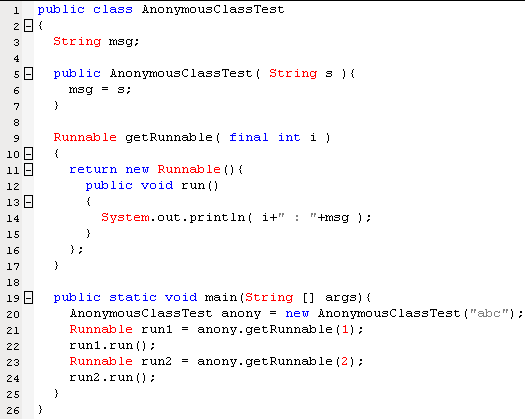 1 public class AnonymousClassTest
2 {
3 String msg;
4
5 public AnonymousClassTest( String s ){
6 msg = s;
7 }
8
9 Runnable getRunnable( final int i )
10 {
11 return new Runnable(){
12 public void run()
13 {
14 System.out.println( i+" : "+msg );
15 }
16 };
17 }
18
19 public static void main(String [] args){
20 AnonymousClassTest anony = new AnonymousClassTest("abc");
21 Runnable run1 = anony.getRunnable(1);
22 run1.run();
23 Runnable run2 = anony.getRunnable(2);
24 run2.run();
25 }
26 }